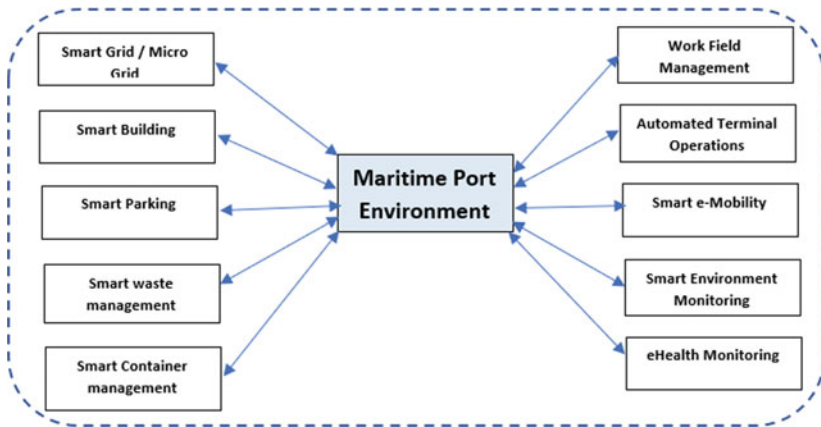 Smart Grid / Micro
Grid
Smart Building
Smart Parking
Smart waste
management
Smart Container
management
Maritime Port
Environment
Work Field
Management
Automated Terminal
Operations
Smart e-Mobility
Smart Environment
Monitoring
eHealth Monitoring